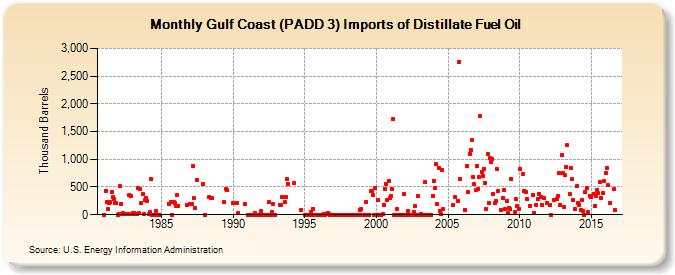 Monthly Gulf Coast (PADD 3) Imports of Distillate Fuel Oil
Thousand Barrels
3,000
2,500
2,000
1,500
1,000
500
0
1985 1990 1995 2000 2005 2010 2015
Source: U.S. Energy Information Administration